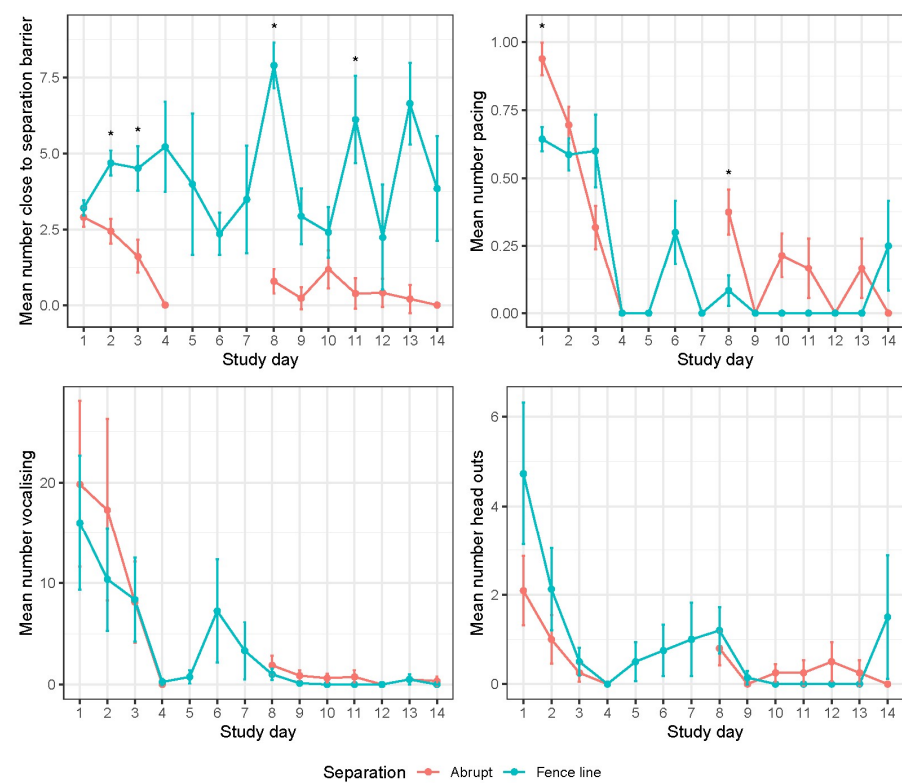 Mean number close to separation barrier
7.5
5.0
2.5
0.0
* * * *
1 2 3 4 5 6 7 8 9 10 11 12 13 14
Study day
Mean number pacing
1.00
0.75
0.50
0.25
0.00
* *
1 2 3 4 5 6 7 8 9 10 11 12 13 14
Study day
Mean number vocalising
20
10
0
1 2 3 4 5 6 7 8 9 10 11 12 13 14
Study day
Mean number head outs
6
4
2
0
1 2 3 4 5 6 7 8 9 10 11 12 13 14
Study day
Separation Abrupt Fence line